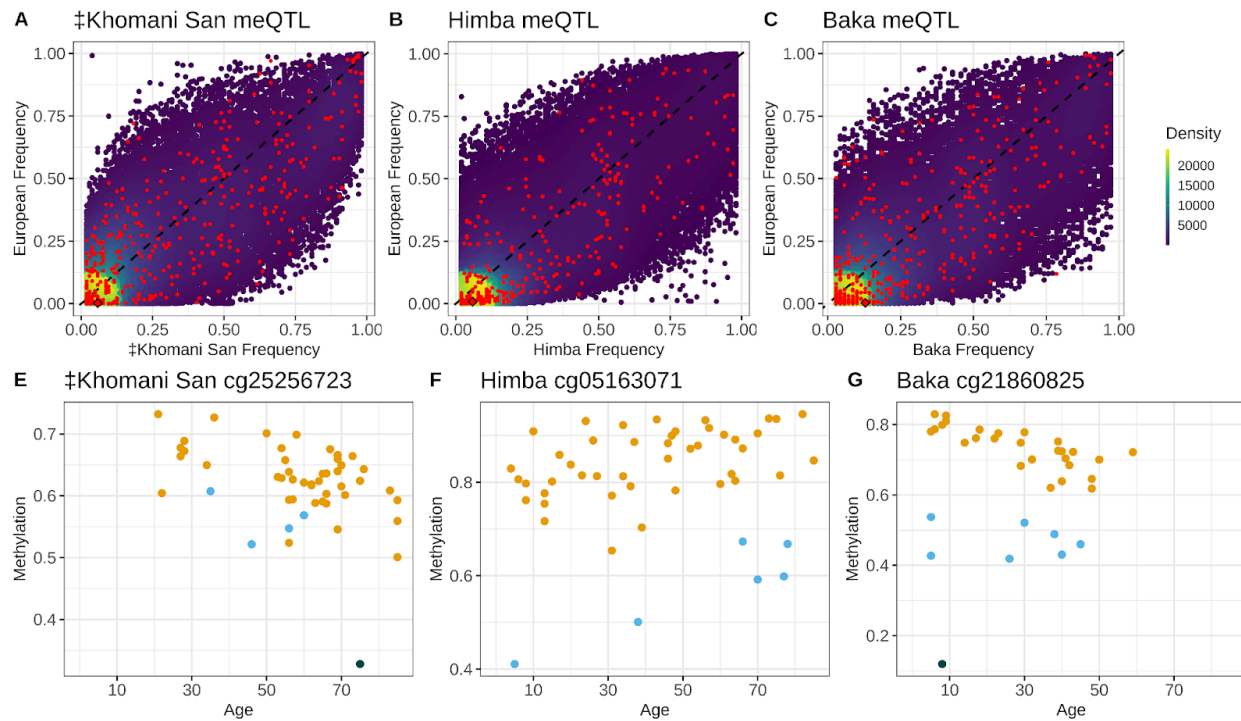 A ‡Khomani San meQTL
B Himba meQTL
C Baka meQTL
European Frequency
1.00
0.75
0.50
0.25
0.00
0.00 0.25 0.50 0.75 1.00
‡Khomani San Frequency
European Frequency
1.00
0.75
0.50
0.25
0.00
0.00 0.25 0.50 0.75 1.00
Himba Frequency
European Frequency
1.00
0.75
0.50
0.25
0.00
0.00 0.25 0.50 0.75 1.00
Baka Frequency
Density
20000
15000
10000
5000
E ‡Khomani San cg25256723
F Himba cg05163071
G Baka cg21860825
Methylation
0.7
0.6
0.5
0.4
10 30 50 70
Age
Methylation
0.8
0.6
0.4
10 30 50 70
Age
Methylation
0.8
0.6
0.4
0.2
10 30 50 70
Age